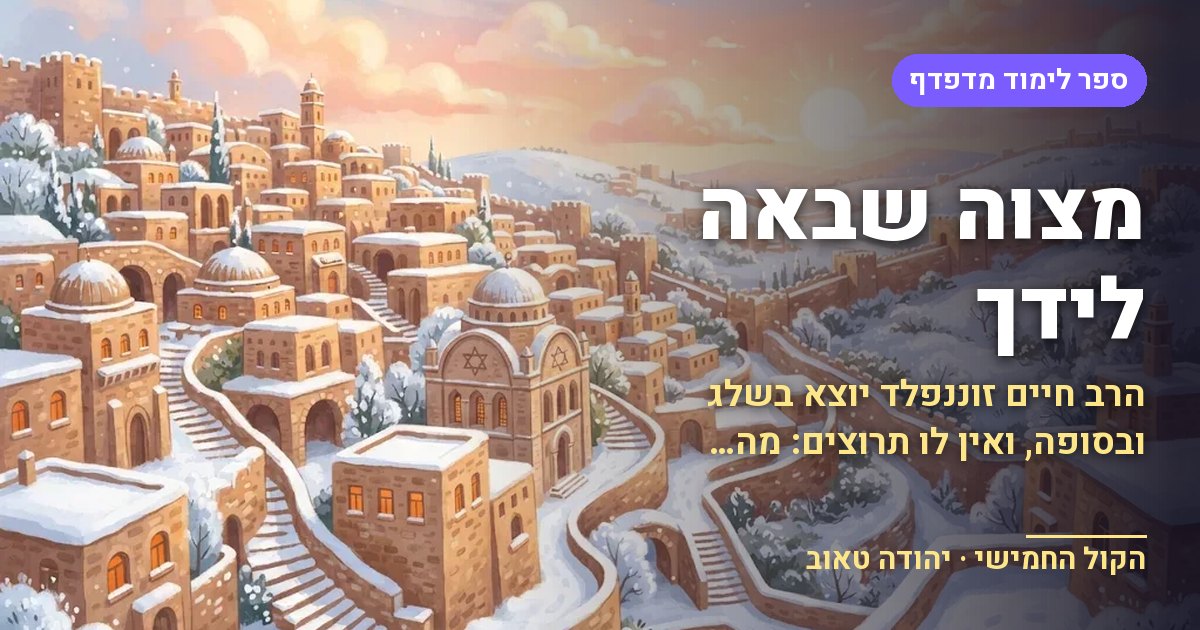 ספר לימוד מדפדף
מצוה שבאה
לידך
הרב חיים זוננפלד יוצא בשלג
ובסופה, ואין לו תרוצים: מה...
הקול החמישי · יהודה טאוב